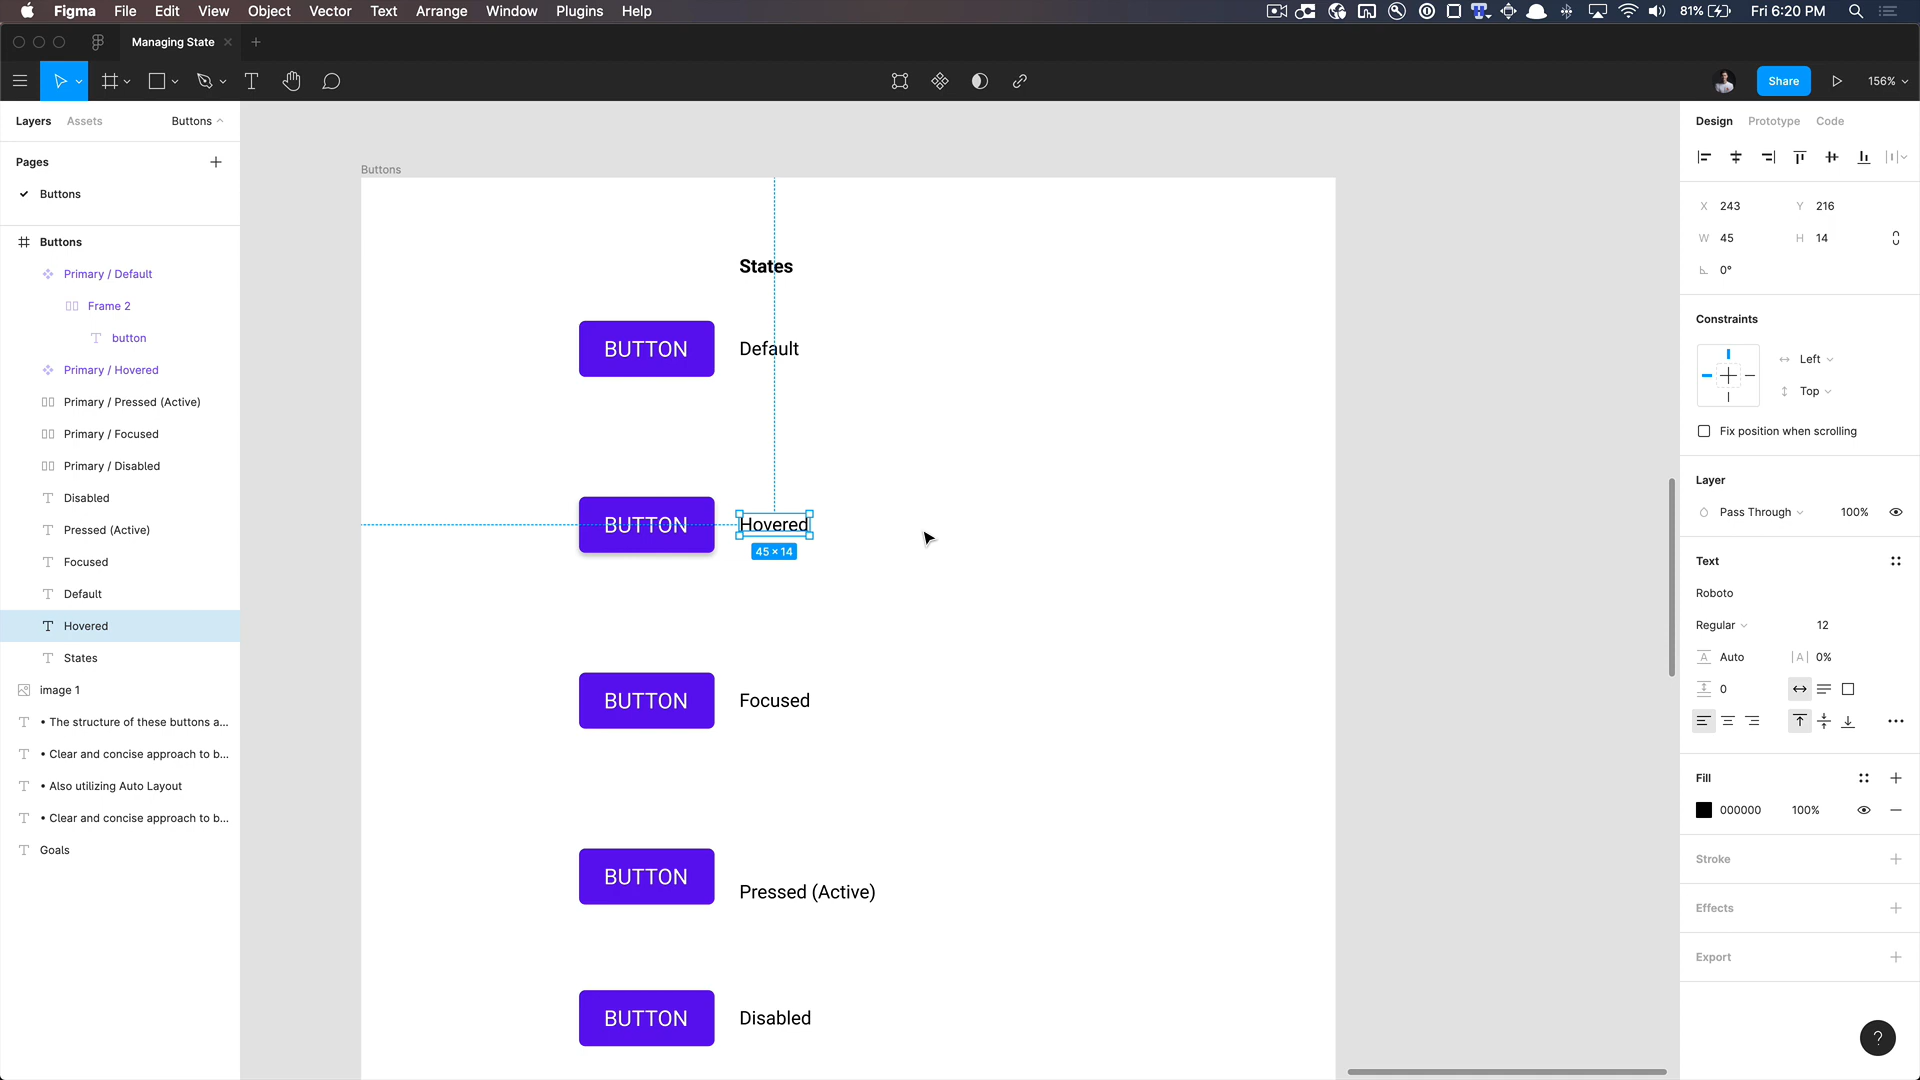 Figma File Edit View Object Vector Text Arrange Window Plugins Help 81% Fri 6:20 PM
Managing State
Share 156%
Layers Assets Buttons
Pages
Buttons
Buttons
Primary / Default
Frame 2
button
Primary / Hovered
Primary / Pressed (Active)
Primary / Focused
Primary / Disabled
Disabled
Pressed (Active)
Focused
Default
Hovered
States
image 1
• The structure of these buttons a...
• Clear and concise approach to b...
• Also utilizing Auto Layout
• Clear and concise approach to b...
Goals
Buttons
States
BUTTON Default
BUTTON Hovered
45 × 14
BUTTON Focused
BUTTON Pressed (Active)
BUTTON Disabled
Design Prototype Code
X 243 Y 216
W 45 H 14
0°
Constraints
Left
Top
Fix position when scrolling
Layer
Pass Through 100%
Text
Roboto
Regular 12
A Auto |A| 0%
0
Fill
000000 100%
Stroke
Effects
Export
?